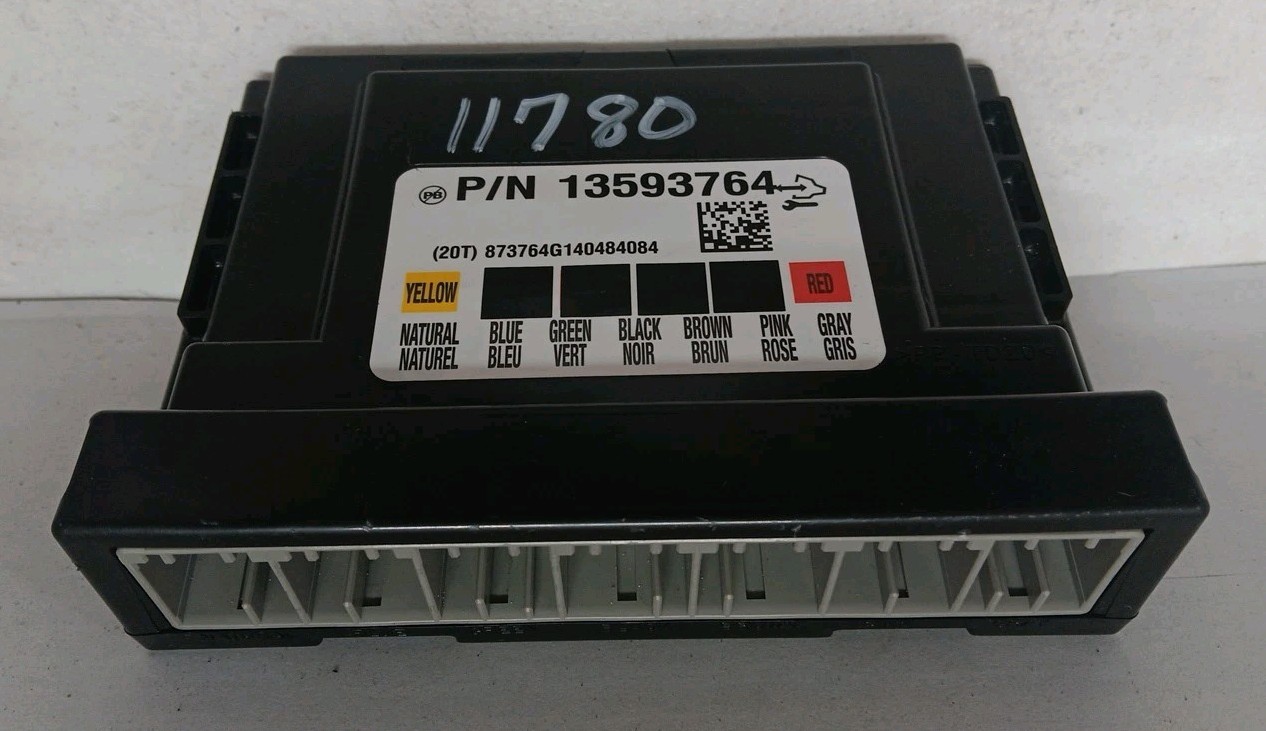 11780
P/N 13593764
(20T) 873764G140484084
YELLOW RED
NATURAL BLUE GREEN BLACK BROWN PINK GRAY
NATUREL BLEU VERT NOIR BRUN ROSE GRIS